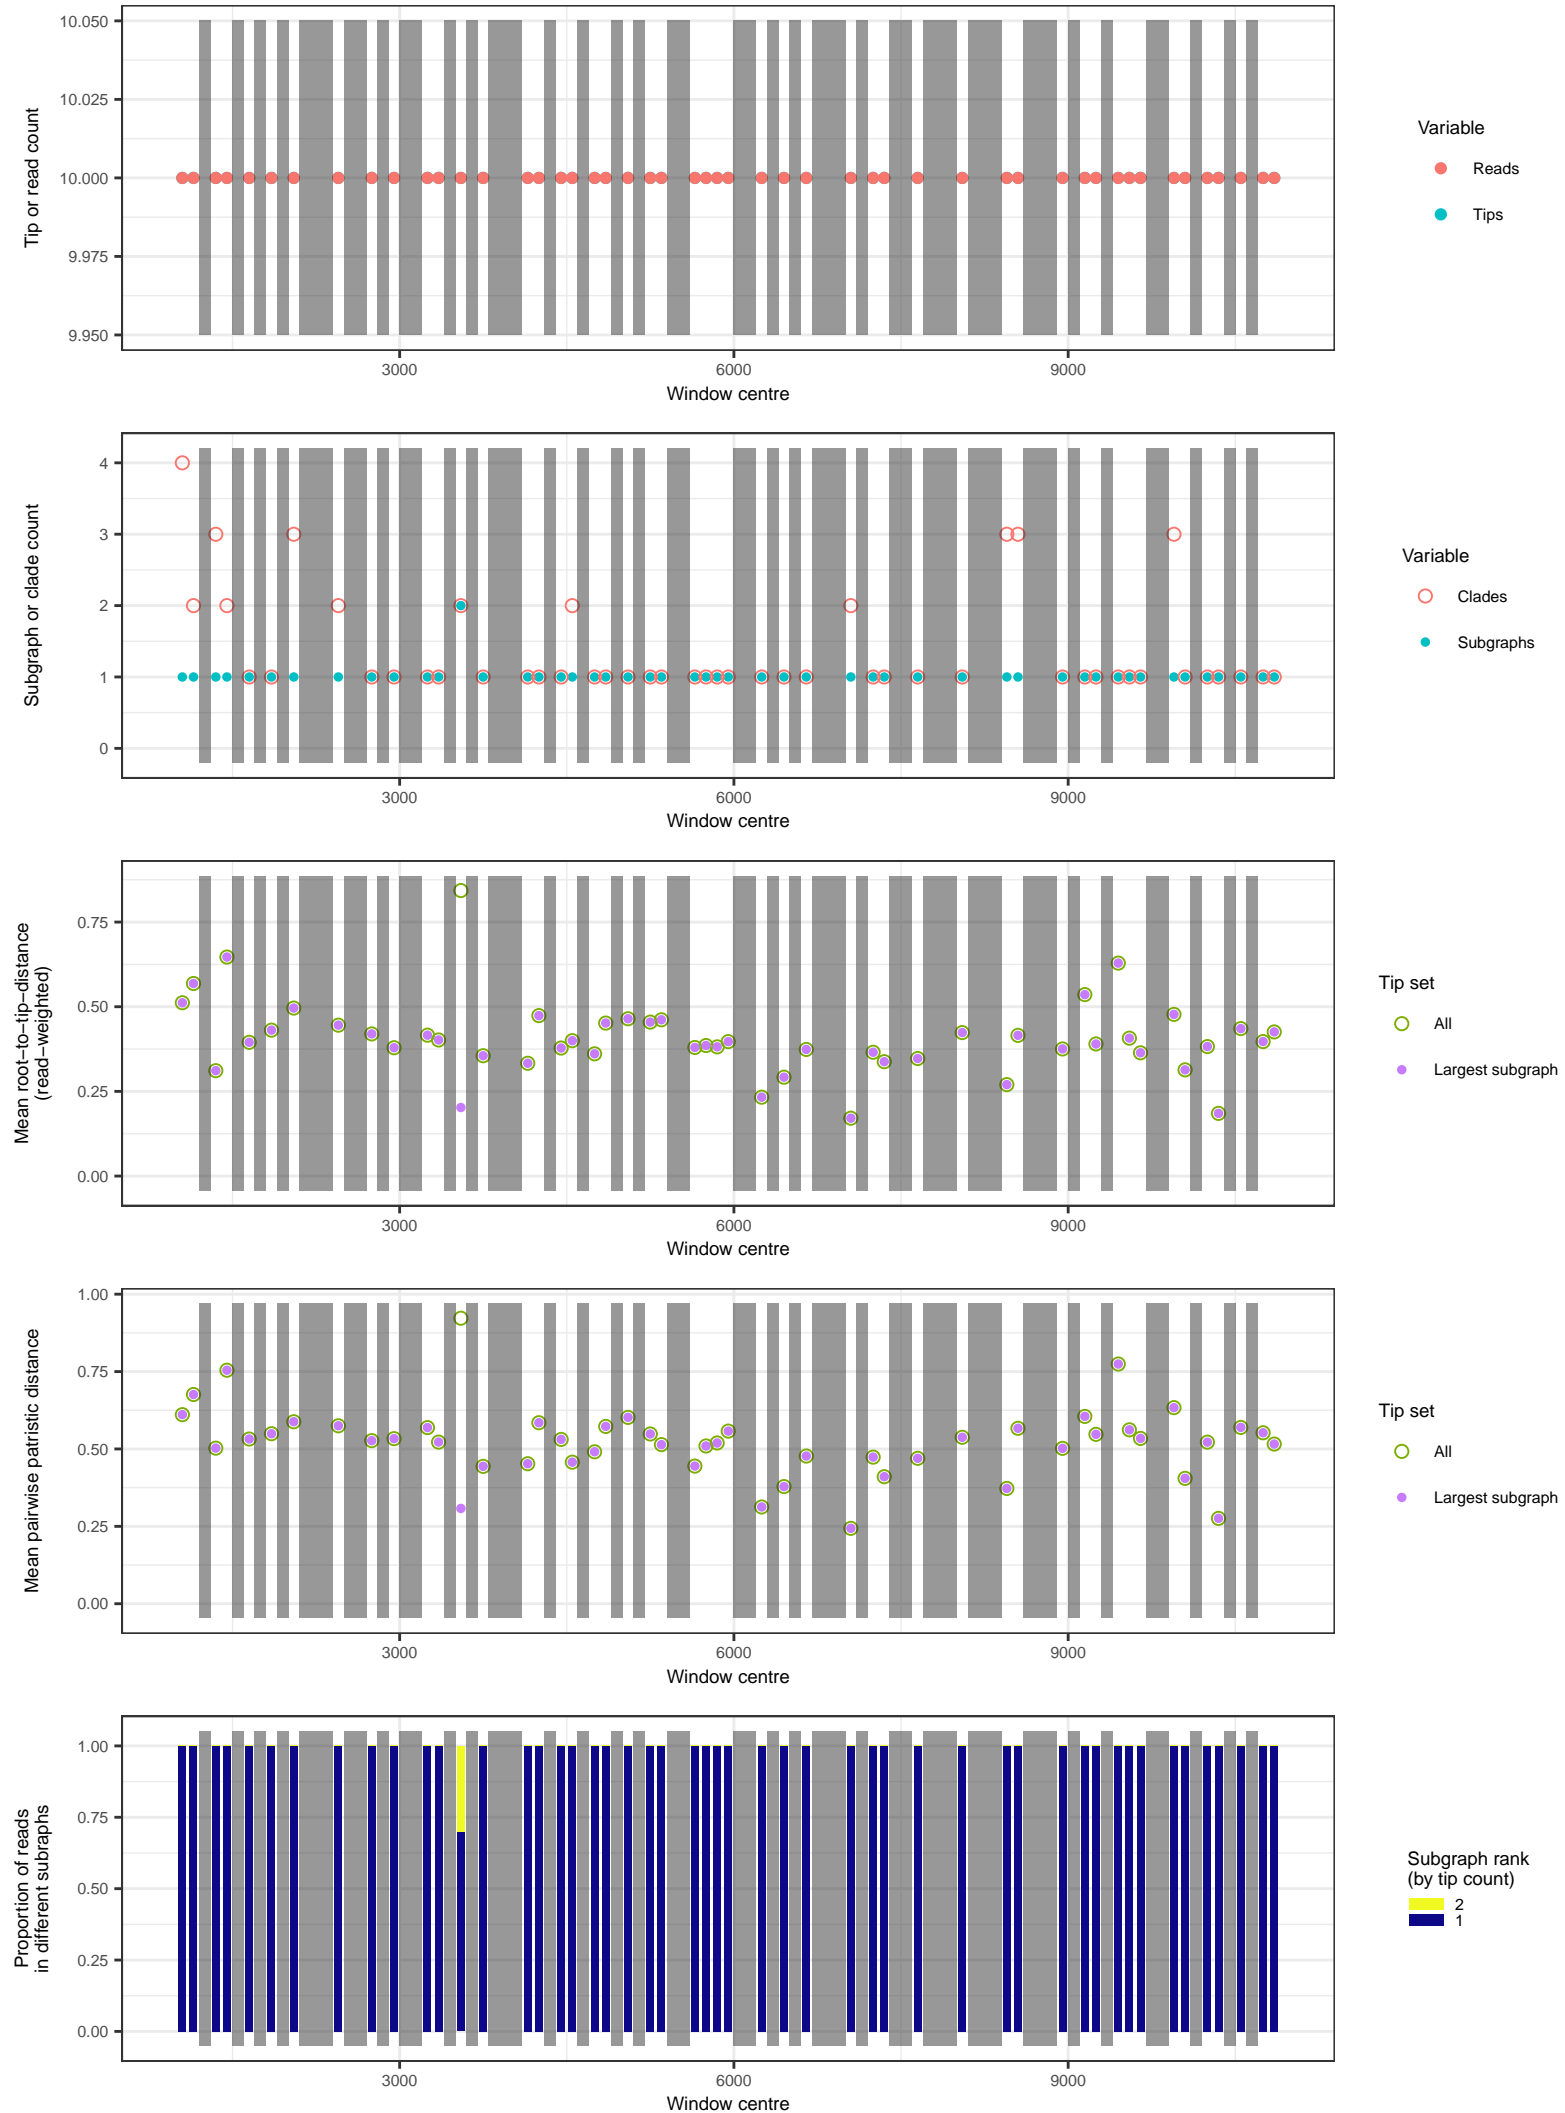 10.050
10.025
10.000
9.975
9.950
Tip or read count
3000
6000
9000
Window centre
Variable
Reads
Tips
4
3
2
1
0
Subgraph or clade count
3000
6000
9000
Window centre
Variable
Clades
Subgraphs
0.75
0.50
0.25
0.00
Mean root−to−tip−distance
(read−weighted)
3000
6000
9000
Window centre
Tip set
All
Largest subgraph
1.00
0.75
0.50
0.25
0.00
Mean pairwise patristic distance
3000
6000
9000
Window centre
Tip set
All
Largest subgraph
1.00
0.75
0.50
0.25
0.00
Proportion of reads
in different subraphs
3000
6000
9000
Window centre
Subgraph rank
(by tip count)
2
1